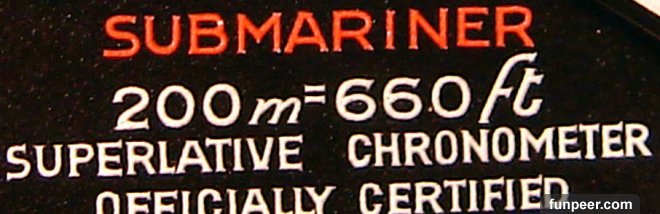 SUBMARINER
200m=660ft
SUPERLATIVE CHRONOMETER
OFFICIALLY CERTIFIED
funpeer.com